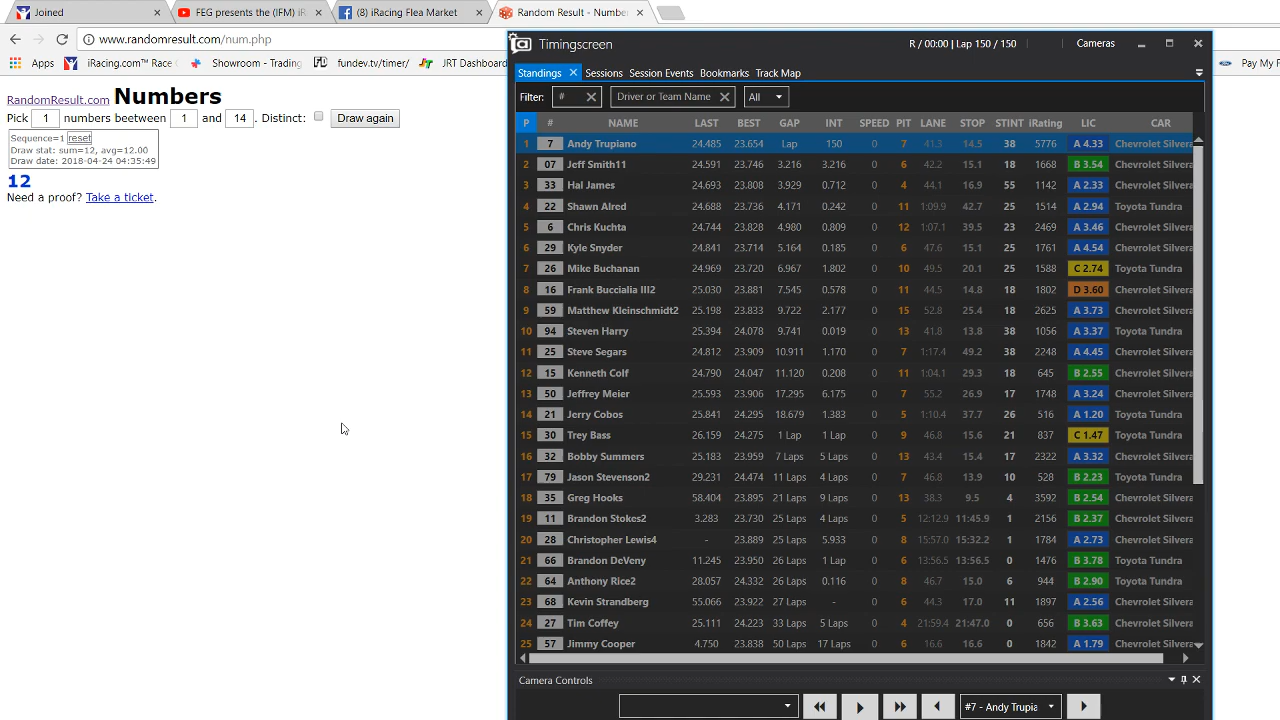 Joined
FEG presents the (IFM) iRACING
(8) iRacing Flea Market
Random Result + Number
www.randomresult.com/num.php
Apps iRacing.com™ Race Showroom - Trading fundev.tv/timer/ JRT Dashboard Pay My F
RandomResult.com Numbers
Pick 1 numbers beetween 1 and 14 . Distinct: Draw again
Sequence=1 reset
Draw stat: sum=12, avg=12.00
Draw date: 2018-04-24 04:35:49
12
Need a proof? Take a ticket.
Timingscreen R / 00:00 | Lap 150 / 150 Cameras
Standings Sessions Session Events Bookmarks Track Map
Filter: # Driver or Team Name All
P # NAME LAST BEST GAP INT SPEED PIT LANE STOP STINT iRating LIC CAR
1 7 Andy Trupiano 24.485 23.654 Lap 150 0 7 41.3 14.5 38 5776 A 4.33 Chevrolet Silvera
2 07 Jeff Smith11 24.591 23.746 3.216 3.216 0 6 42.2 15.1 18 1668 B 3.54 Chevrolet Silvera
3 33 Hal James 24.693 23.808 3.929 0.712 0 4 44.1 16.9 55 1142 A 2.33 Chevrolet Silvera
4 22 Shawn Alred 24.688 23.736 4.171 0.242 0 11 1:09.9 42.7 25 1514 A 2.94 Toyota Tundra
5 6 Chris Kuchta 24.744 23.828 4.980 0.809 0 12 1:07.1 39.5 23 2469 A 3.46 Chevrolet Silvera
6 29 Kyle Snyder 24.841 23.714 5.164 0.185 0 6 47.6 15.1 25 1761 A 4.54 Chevrolet Silvera
7 26 Mike Buchanan 24.969 23.720 6.967 1.802 0 10 49.5 20.1 25 1588 C 2.74 Toyota Tundra
8 16 Frank Buccialia III2 25.030 23.881 7.545 0.578 0 11 44.5 14.8 18 1802 D 3.60 Chevrolet Silvera
9 59 Matthew Kleinschmidt2 25.198 23.833 9.722 2.177 0 15 52.8 25.4 18 2625 A 3.73 Chevrolet Silvera
10 94 Steven Harry 25.394 24.078 9.741 0.019 0 13 41.8 13.8 38 1056 A 3.37 Toyota Tundra
11 25 Steve Segars 24.812 23.909 10.911 1.170 0 7 1:17.4 49.2 38 2248 A 4.45 Chevrolet Silvera
12 15 Kenneth Colf 24.790 24.047 11.120 0.208 0 11 1:04.1 29.3 18 645 B 2.55 Chevrolet Silvera
13 50 Jeffrey Meier 25.593 23.906 17.295 6.175 0 7 55.2 26.9 17 1748 A 3.24 Chevrolet Silvera
14 21 Jerry Cobos 25.841 24.295 18.679 1.383 0 5 1:10.4 37.7 26 516 A 1.20 Toyota Tundra
15 30 Trey Bass 26.159 24.275 1 Lap 1 Lap 0 9 46.8 15.6 21 837 C 1.47 Toyota Tundra
16 32 Bobby Summers 25.183 23.959 7 Laps 5 Laps 0 13 43.4 15.4 17 2322 A 3.32 Chevrolet Silvera
17 79 Jason Stevenson2 29.231 24.474 11 Laps 4 Laps 0 7 46.8 13.9 10 528 B 2.23 Toyota Tundra
18 35 Greg Hooks 58.404 23.895 21 Laps 9 Laps 0 13 38.3 9.5 4 3592 B 2.54 Chevrolet Silvera
19 11 Brandon Stokes2 3.283 23.730 25 Laps 4 Laps 0 5 12:12.9 11:45.9 1 2156 B 2.37 Chevrolet Silvera
20 28 Christopher Lewis4 - 23.889 25 Laps 5.933 0 8 15:57.0 15:32.2 1 1784 A 2.73 Chevrolet Silvera
21 66 Brandon DeVeny 11.245 23.950 26 Laps 1 Lap 0 6 13:56.5 13:56.5 0 1476 B 3.78 Toyota Tundra
22 64 Anthony Rice2 28.057 24.332 26 Laps 0.116 0 8 46.7 15.0 6 944 B 2.90 Toyota Tundra
23 68 Kevin Strandberg 55.066 23.922 27 Laps - 0 6 44.3 17.0 11 1897 A 2.56 Chevrolet Silvera
24 27 Tim Coffey 25.111 24.223 33 Laps 5 Laps 0 4 21:59.4 21:47.0 0 656 B 3.63 Chevrolet Silvera
25 57 Jimmy Cooper 4.750 23.838 50 Laps 17 Laps 0 6 16.6 16.6 0 1842 A 1.79 Chevrolet Silvera
Camera Controls
#7 - Andy Trupia